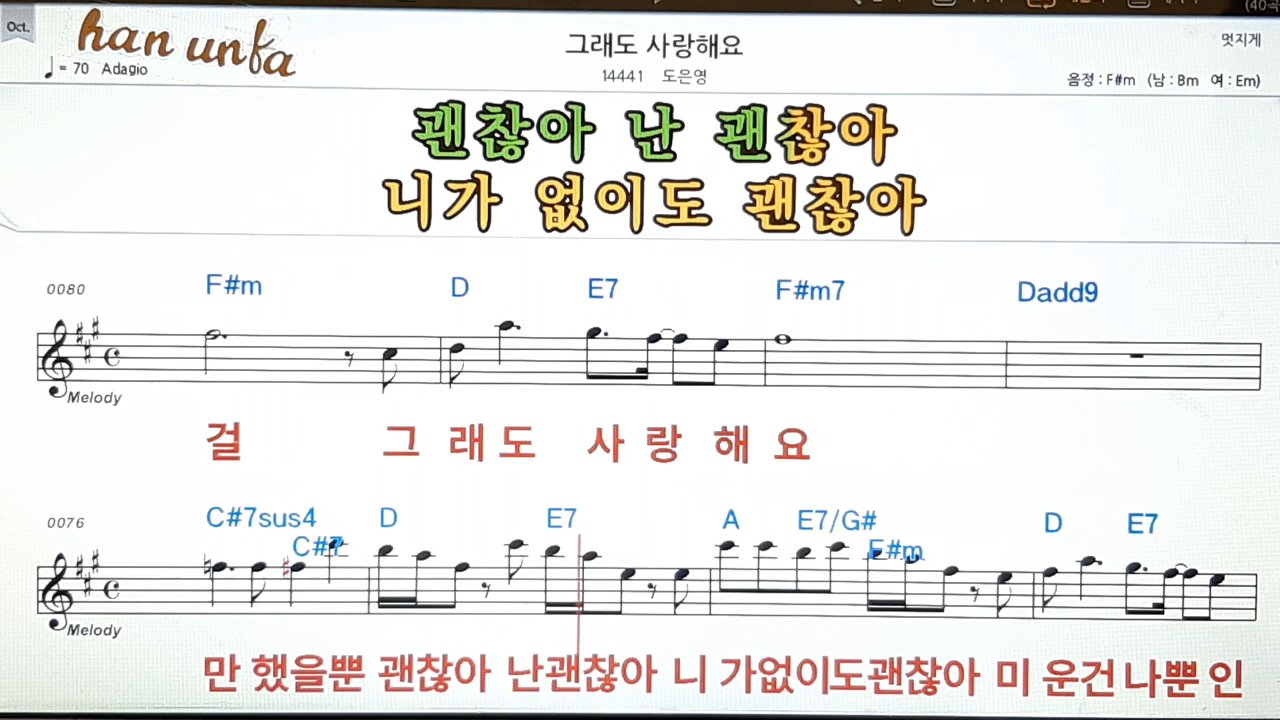 Oct.
han unfa
♩ = 70 Adagio
그래도 사랑해요
14441 도은영
멋지게
음정 : F#m (남 : Bm 여 : Em)
괜찮아 난 괜찮아
니가 없이도 괜찮아
0080
F#m D E7 F#m7 Dadd9
Melody
걸 그 래 도 사 랑 해 요
0076
C#7sus4 D E7 A E7/G# D E7
C#7 F#m
Melody
만 했을뿐 괜찮아 난괜찮아 니 가없이도괜찮아 미 운건나뿐인